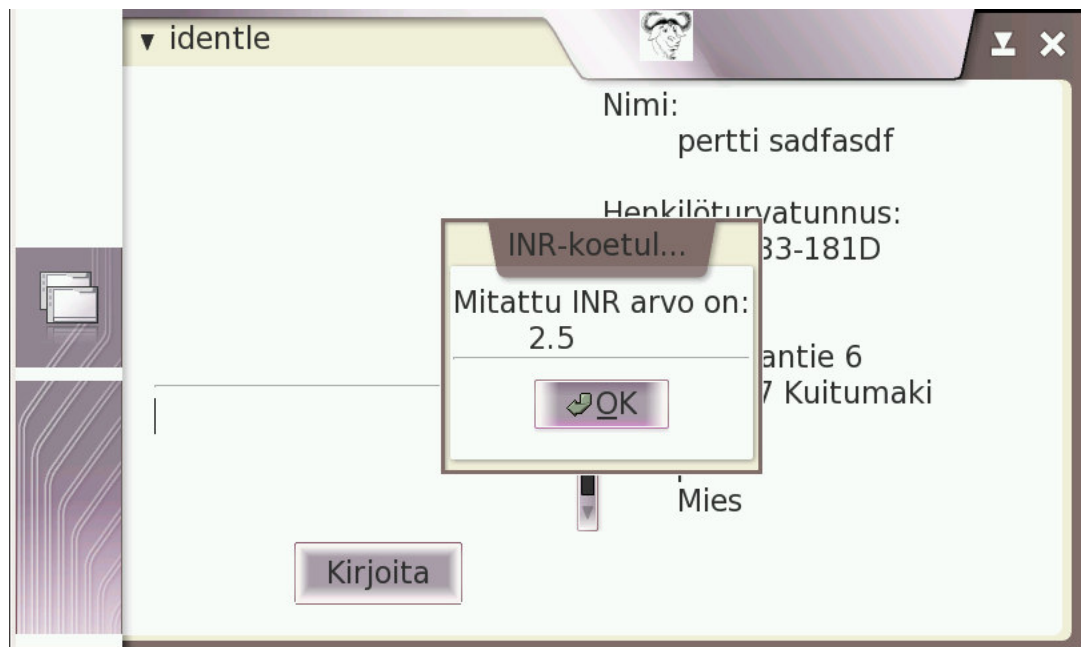 identle
Nimi:
pertti sadfasdf
Henkilöturvatunnus:
33-181D
INR-koetul...
Mitattu INR arvo on:
2.5
antie 6
7 Kuitumaki
OK
Mies
Kirjoita